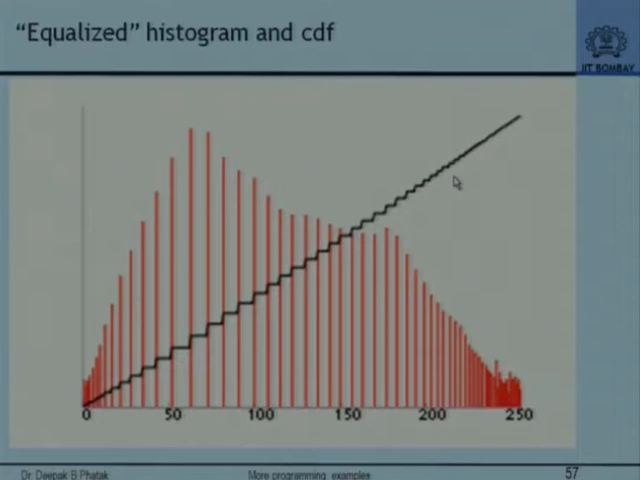 "Equalized" histogram and cdf
IIT BOMBAY
0 50 100 150 200 250
Dr. Deepak B Phatak More programming examples 57